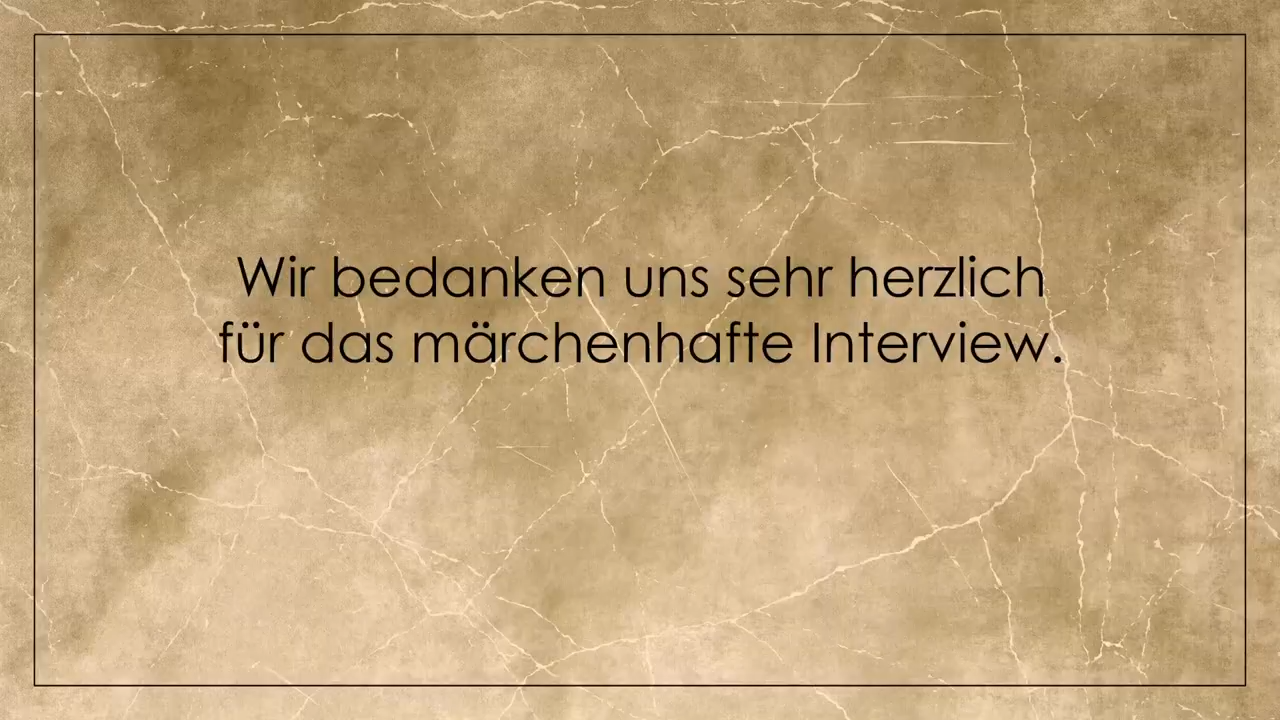 Wir bedanken uns sehr herzlich
für das märchenhafte Interview.